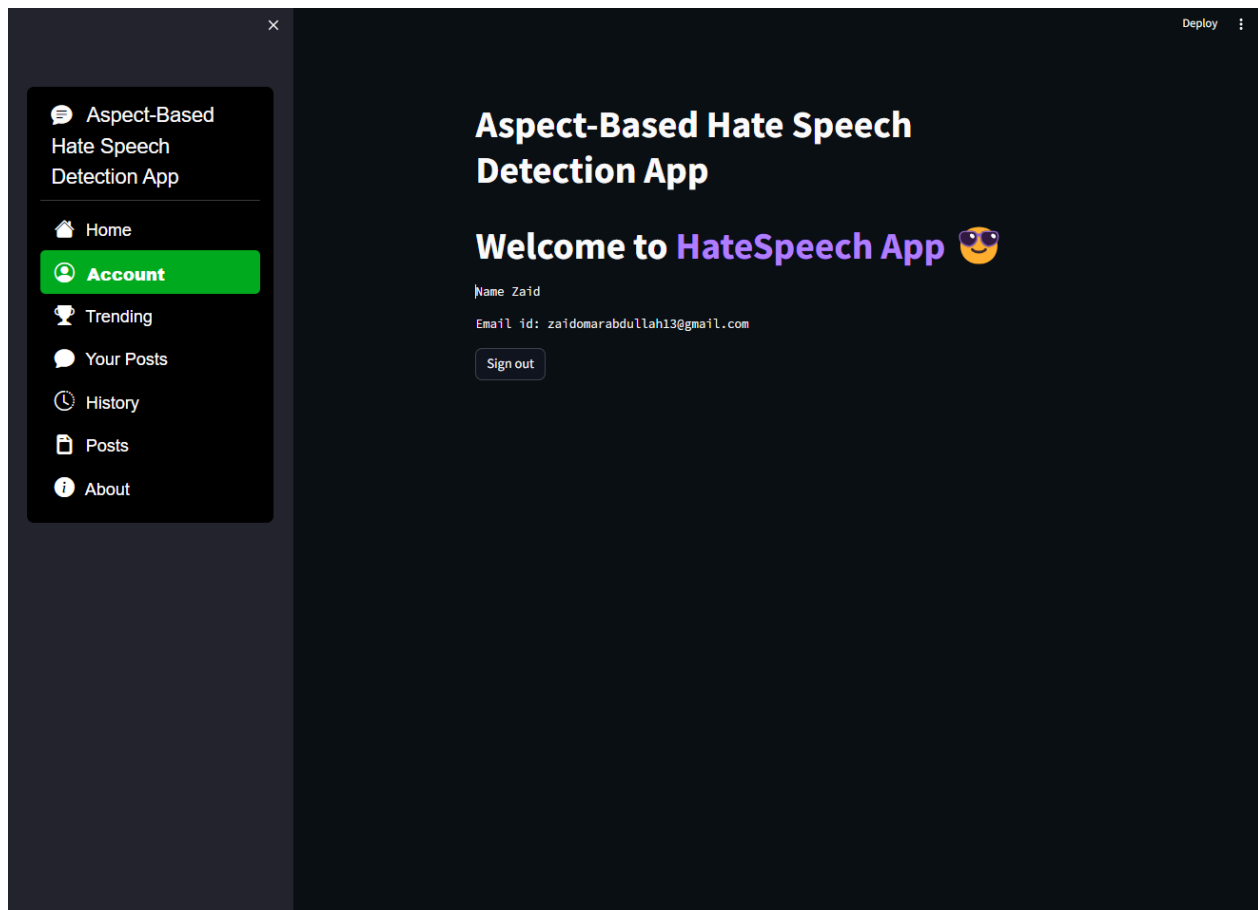 Deploy
Aspect-Based
Hate Speech
Detection App
Home
Account
Trending
Your Posts
History
Posts
About
Aspect-Based Hate Speech
Detection App
Welcome to HateSpeech App 😎
Name Zaid
Email id: zaidomarabdullah13@gmail.com
Sign out